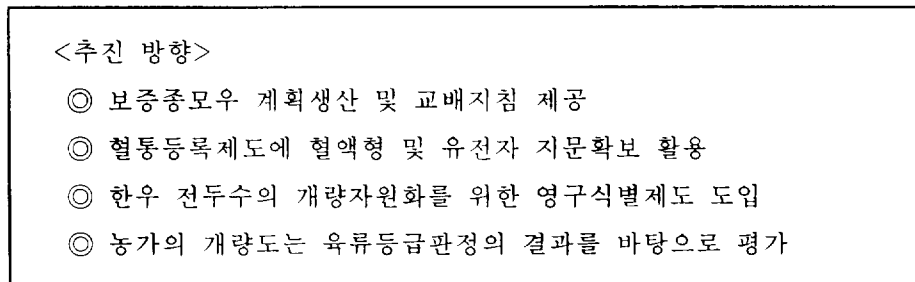 <추진 방향>
◎ 보증종모우 계획생산 및 교배지침 제공
◎ 혈통등록제도에 혈액형 및 유전자 지문확보 활용
◎ 한우 전두수의 개량자원화를 위한 영구식별제도 도입
◎ 농가의 개량도는 육류등급판정의 결과를 바탕으로 평가